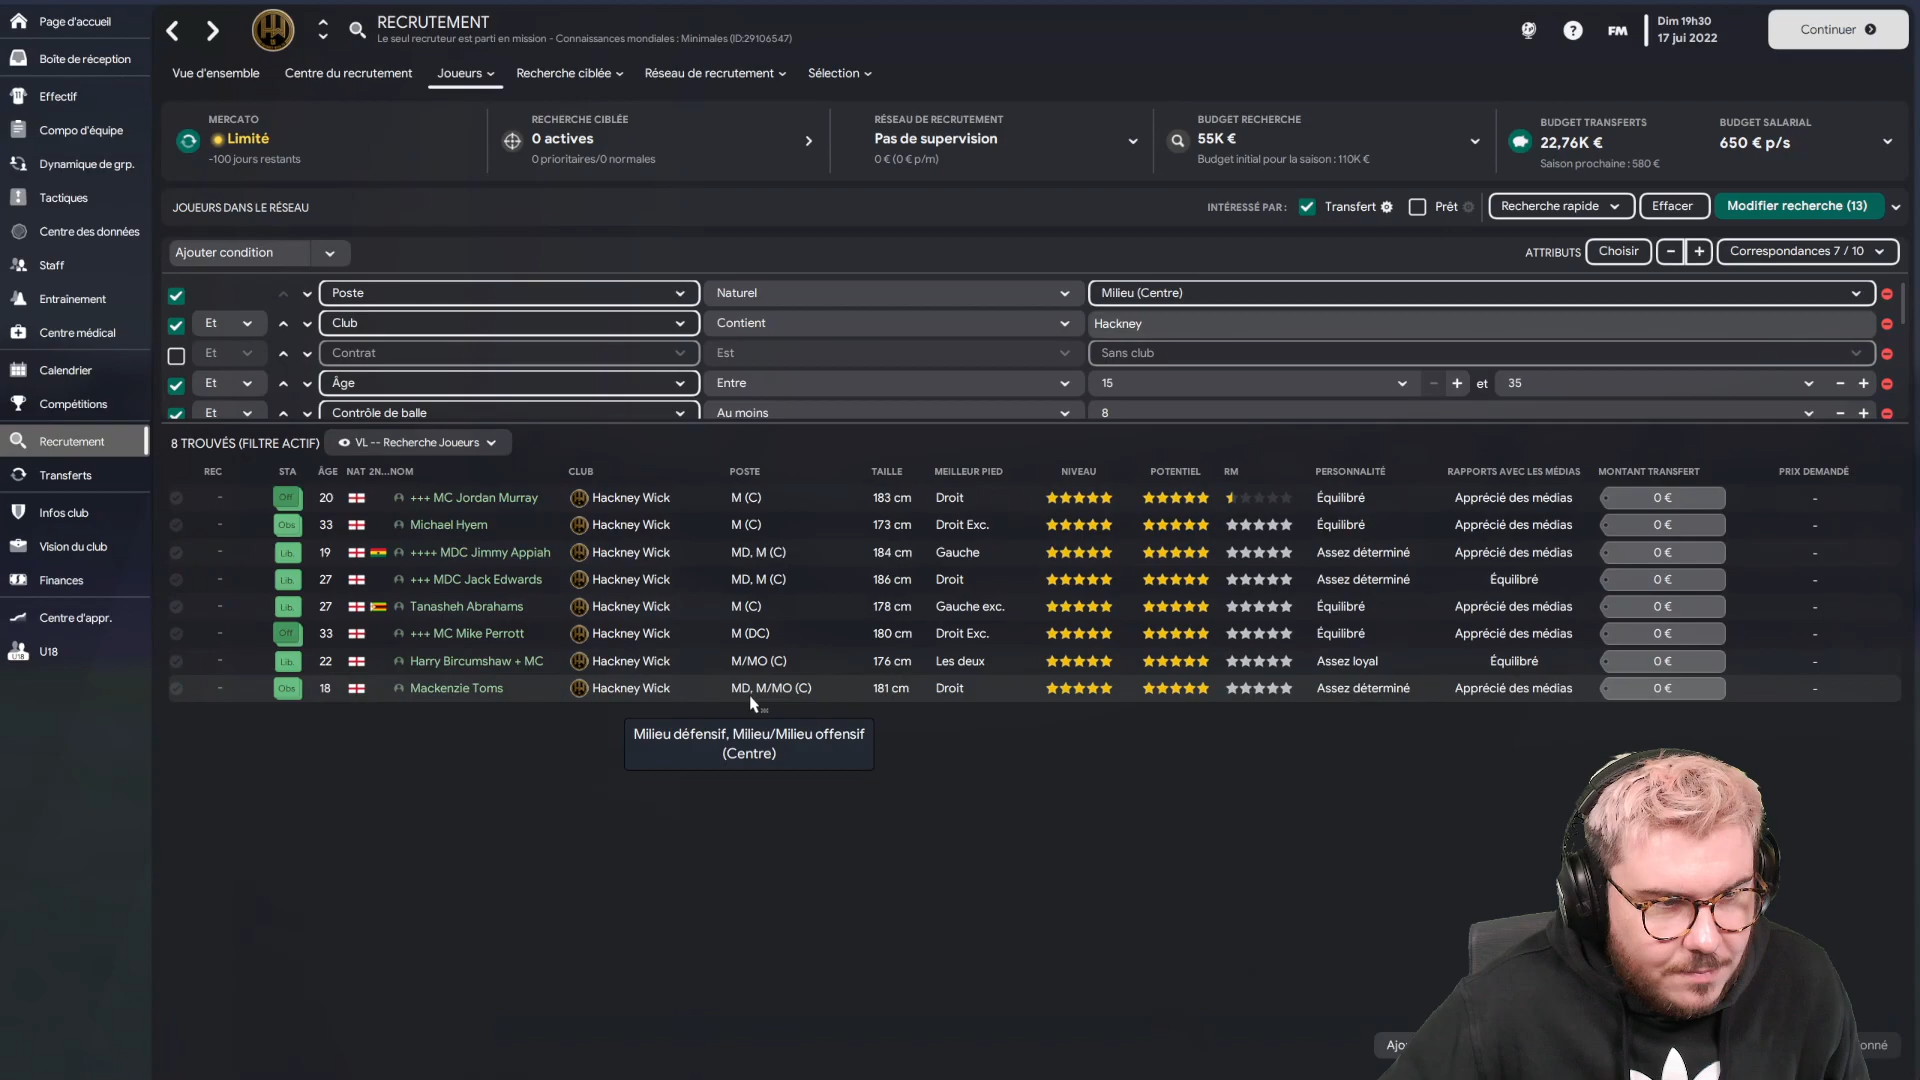 Page d'accueil
RECRUTEMENT
Le seul recruteur est parti en mission - Connaissances mondiales : Minimales (ID:29106547)
FM
Dim 19h30
17 jui 2022
Continuer
Boîte de réception
Effectif
Compo d'équipe
Dynamique de grp.
Tactiques
Centre des données
Staff
Entraînement
Centre médical
Calendrier
Compétitions
Recrutement
Transferts
Infos club
Vision du club
Finances
Centre d'appr.
U18
Vue d'ensemble
Centre du recrutement
Joueurs
Recherche ciblée
Réseau de recrutement
Sélection
MERCATO
Limité
-100 jours restants
RECHERCHE CIBLÉE
0 actives
0 prioritaires/0 normales
RÉSEAU DE RECRUTEMENT
Pas de supervision
0 € (0 € p/m)
BUDGET RECHERCHE
55K €
Budget initial pour la saison : 110K €
BUDGET TRANSFERTS
22,76K €
Saison prochaine : 580 €
BUDGET SALARIAL
650 € p/s
JOUEURS DANS LE RÉSEAU
INTÉRESSÉ PAR : Transfert Prêt Recherche rapide Effacer Modifier recherche (13)
Ajouter condition
ATTRIBUTS Choisir - + Correspondances 7 / 10
Poste Naturel Milieu (Centre)
Et Club Contient Hackney
Et Contrat Est Sans club
Et Âge Entre 15 - + et 35 - +
Et Contrôle de balle Au moins 8 - +
8 TROUVÉS (FILTRE ACTIF) VL -- Recherche Joueurs
REC STA ÂGE NAT 2N... NOM CLUB POSTE TAILLE MEILLEUR PIED NIVEAU POTENTIEL RM PERSONNALITÉ RAPPORTS AVEC LES MÉDIAS MONTANT TRANSFERT PRIX DEMANDÉ
- Off 20 +++ MC Jordan Murray Hackney Wick M (C) 183 cm Droit Équilibré Apprécié des médias 0 € -
- Obs 33 Michael Hyem Hackney Wick M (C) 173 cm Droit Exc. Équilibré Apprécié des médias 0 € -
- Lib. 19 ++++ MDC Jimmy Appiah Hackney Wick MD, M (C) 184 cm Gauche Assez déterminé Apprécié des médias 0 € -
- Lib. 27 +++ MDC Jack Edwards Hackney Wick MD, M (C) 186 cm Droit Assez déterminé Équilibré 0 € -
- Lib. 27 Tanasheh Abrahams Hackney Wick M (C) 178 cm Gauche exc. Équilibré Apprécié des médias 0 € -
- Off 33 +++ MC Mike Perrott Hackney Wick M (DC) 180 cm Droit Exc. Équilibré Apprécié des médias 0 € -
- Lib. 22 Harry Bircumshaw + MC Hackney Wick M/MO (C) 176 cm Les deux Assez loyal Équilibré 0 € -
- Obs 18 Mackenzie Toms Hackney Wick MD, M/MO (C) 181 cm Droit Assez déterminé Apprécié des médias 0 € -
Milieu défensif, Milieu/Milieu offensif
(Centre)